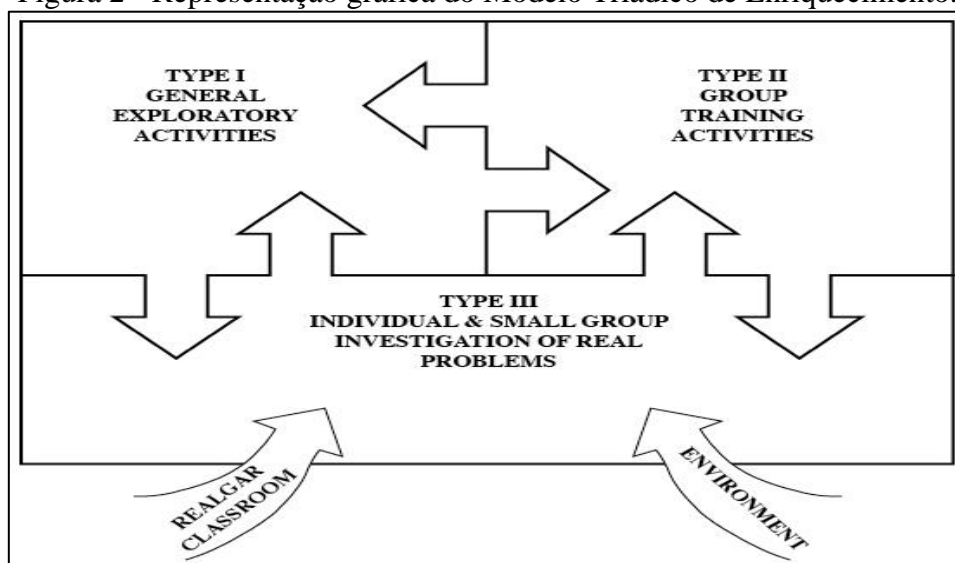 Figura 2 - Representação gráfica do Modelo Triádico de Enriquecimento.
TYPE I
GENERAL
EXPLORATORY
ACTIVITIES
TYPE II
GROUP
TRAINING
ACTIVITIES
TYPE III
INDIVIDUAL & SMALL GROUP
INVESTIGATION OF REAL
PROBLEMS
REALGAR
CLASSROOM
ENVIRONMENT